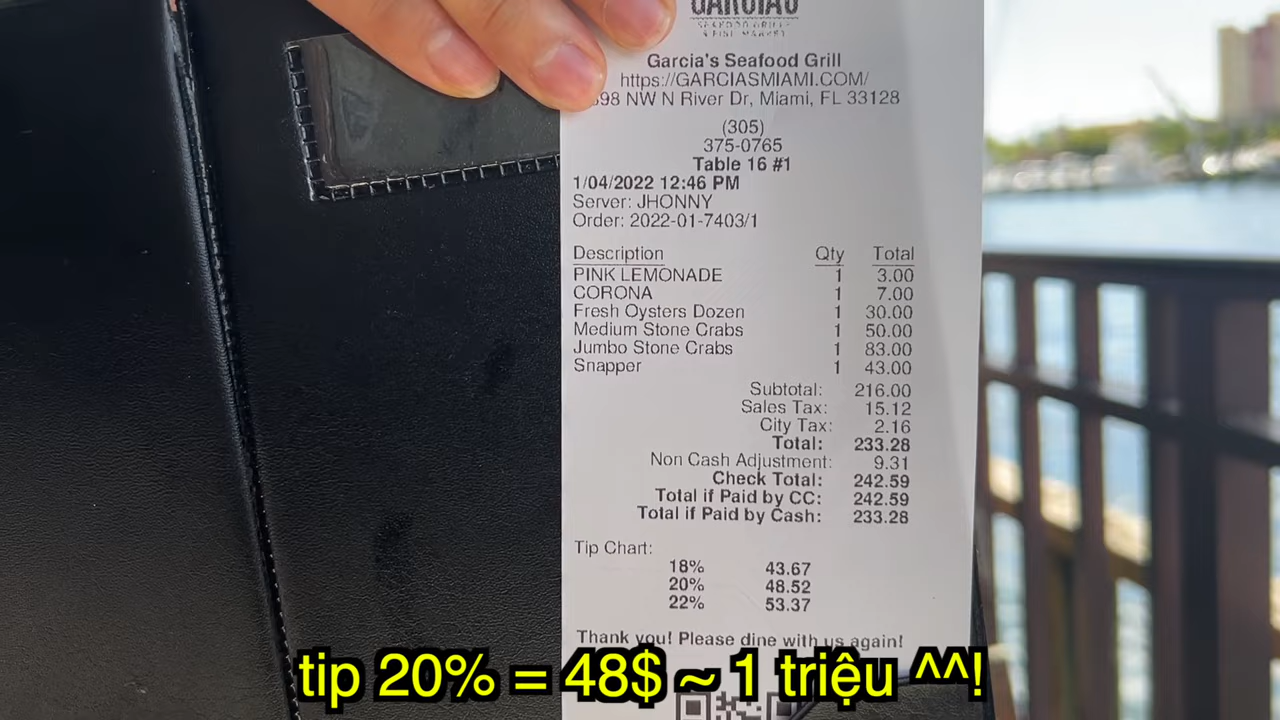 GARCIA'S
SEAFOOD GRILLE
& FISH MARKET
Garcia's Seafood Grill
https://GARCIASMIAMI.COM/
98 NW N River Dr, Miami, FL 33128
(305)
375-0765
Table 16 #1
1/04/2022 12:46 PM
Server: JHONNY
Order: 2022-01-7403/1
Description Qty Total
PINK LEMONADE 1 3.00
CORONA 1 7.00
Fresh Oysters Dozen 1 30.00
Medium Stone Crabs 1 50.00
Jumbo Stone Crabs 1 83.00
Snapper 1 43.00
Subtotal: 216.00
Sales Tax: 15.12
City Tax: 2.16
Total: 233.28
Non Cash Adjustment: 9.31
Check Total: 242.59
Total if Paid by CC: 242.59
Total if Paid by Cash: 233.28
Tip Chart:
18% 43.67
20% 48.52
22% 53.37
Thank you! Please dine with us again!
tip 20% = 48$ ~ 1 triệu ^^!